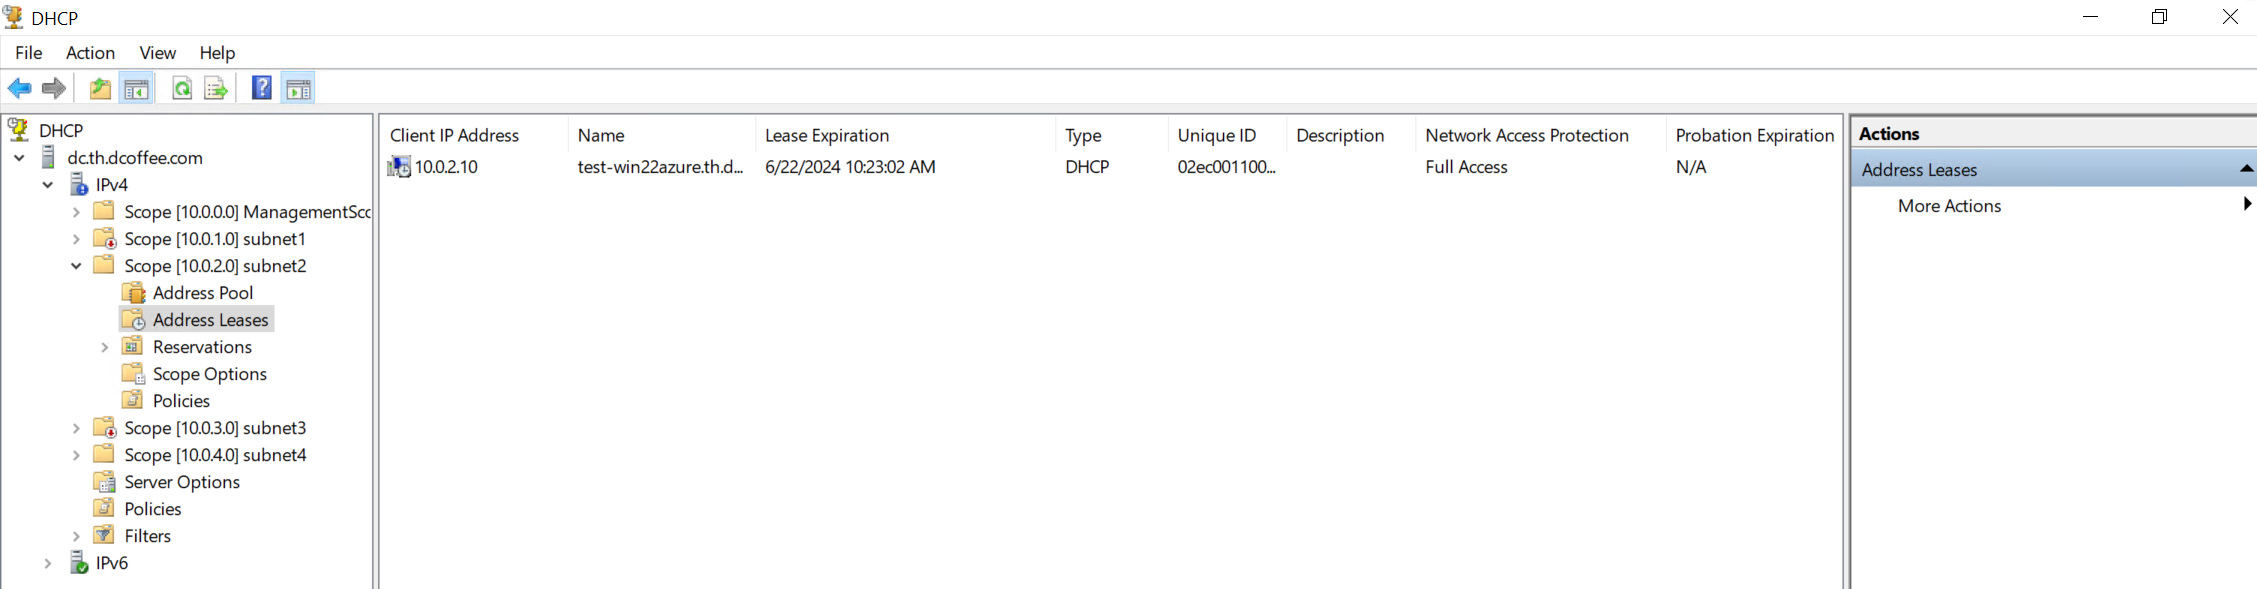 DHCP
File Action View Help
DHCP
dc.th.dcoffee.com
IPv4
Scope [10.0.0.0] ManagementSco
Scope [10.0.1.0] subnet1
Scope [10.0.2.0] subnet2
Address Pool
Address Leases
Reservations
Scope Options
Policies
Scope [10.0.3.0] subnet3
Scope [10.0.4.0] subnet4
Server Options
Policies
Filters
IPv6
Client IP Address Name Lease Expiration Type Unique ID Description Network Access Protection Probation Expiration
10.0.2.10 test-win22azure.th.d... 6/22/2024 10:23:02 AM DHCP 02ec001100... Full Access N/A
Actions
Address Leases
More Actions